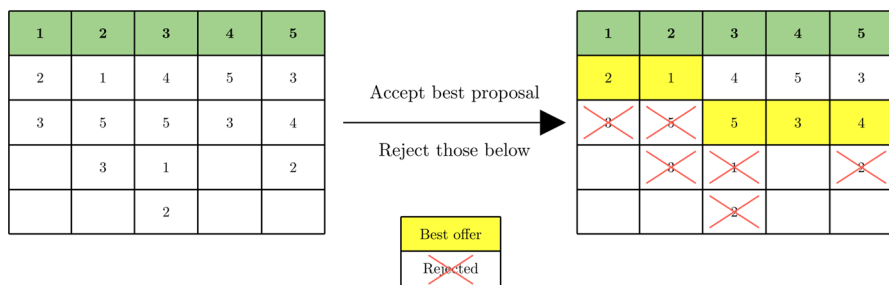 1 2 3 4 5
2 1 4 5 3
3 5 5 3 4
3 1 2
2
Accept best proposal
Reject those below
1 2 3 4 5
2 1 4 5 3
3 5 5 3 4
3 1 2
2
Best offer
Rejected